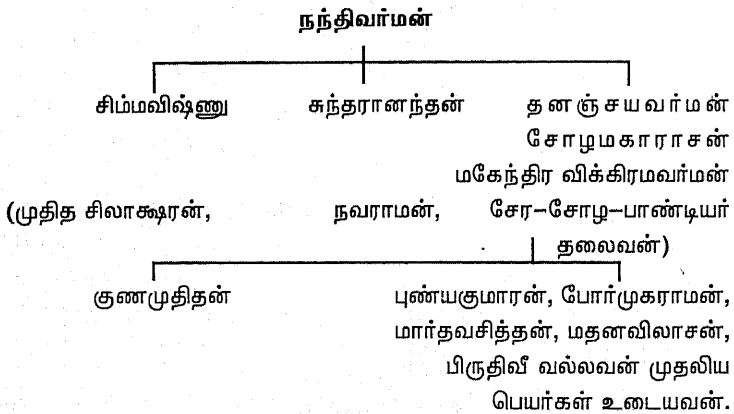 நந்திவர்மன்
சிம்மவிஷ்ணு சுந்தரானந்தன் தனஞ்சயவர்மன்
சோழமகாராசன்
மகேந்திர விக்கிரமவர்மன்
(முதித சிலாக்ஷரன், நவராமன், சேர–சோழ–பாண்டியர்
தலைவன்)
குணமுதிதன் புண்யகுமாரன், போர்முகராமன்,
மார்தவசித்தன், மதனவிலாசன்,
பிருதிவீ வல்லவன் முதலிய
பெயர்கள் உடையவன்.